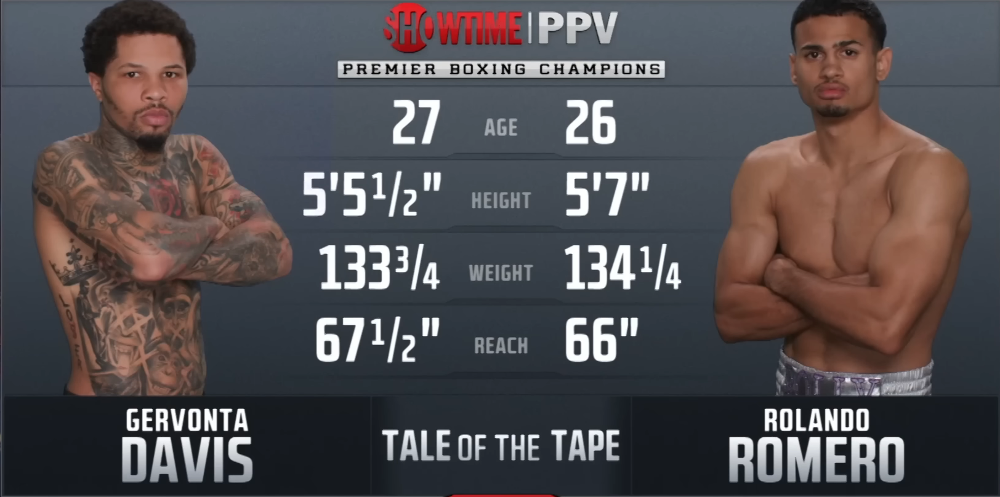 SHOWTIME | PPV
PREMIER BOXING CHAMPIONS
27 AGE 26
5'5 1/2" HEIGHT 5'7"
133 3/4 WEIGHT 134 1/4
67 1/2" REACH 66"
GERVONTA
DAVIS
TALE OF THE TAPE
ROLANDO
ROMERO